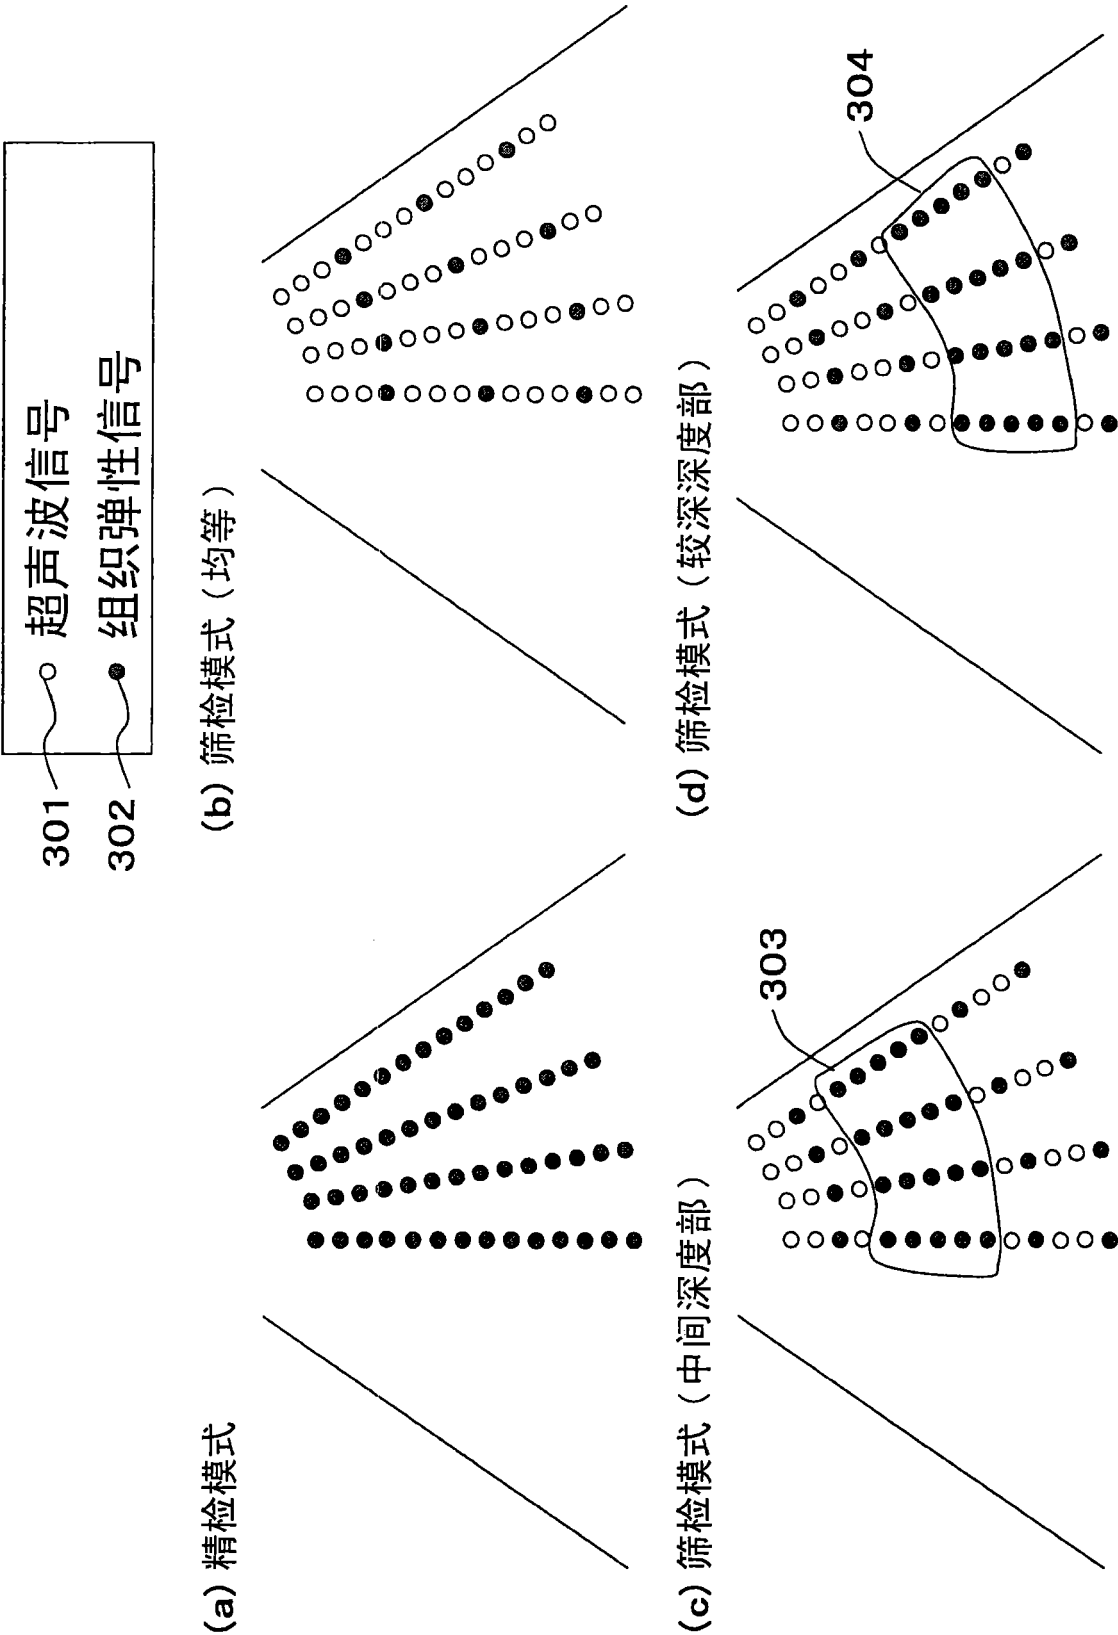 301 ○ 超声波信号
302 ● 组织弹性信号
(a) 精检模式
(b) 筛检模式（均等）
(c) 筛检模式（中间深度部）
303
(d) 筛检模式（较深深度部）
304